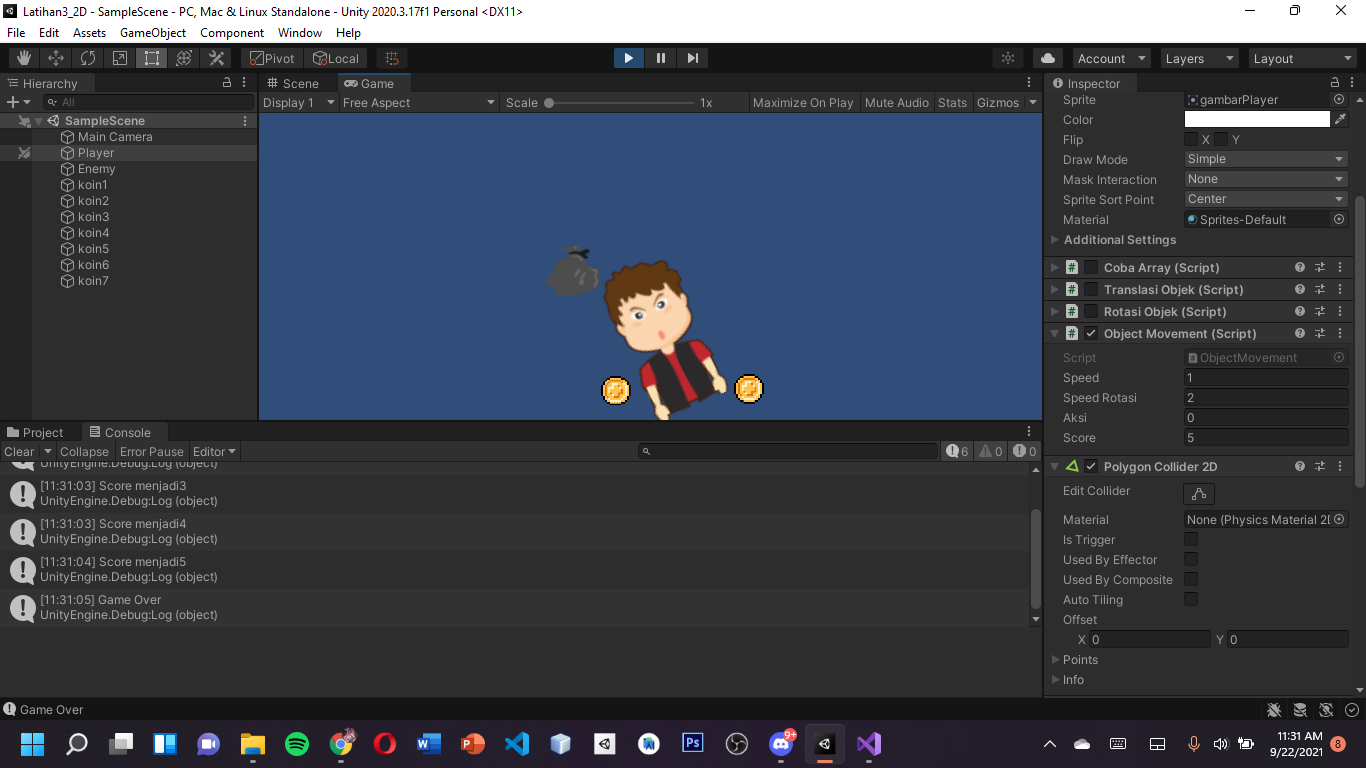 Latihan3_2D - SampleScene - PC, Mac & Linux Standalone - Unity 2020.3.17f1 Personal <DX11>
File Edit Assets GameObject Component Window Help
Pivot Local Account Layers Layout
Hierarchy
All
SampleScene
Main Camera
Player
Enemy
koin1
koin2
koin3
koin4
koin5
koin6
koin7
Scene Game
Display 1 Free Aspect Scale 1x Maximize On Play Mute Audio Stats Gizmos
Inspector
Sprite gambarPlayer
Color
Flip X Y
Draw Mode Simple
Mask Interaction None
Sprite Sort Point Center
Material Sprites-Default
Additional Settings
# Coba Array (Script)
# Translasi Objek (Script)
# Rotasi Objek (Script)
# Object Movement (Script)
Script ObjectMovement
Speed 1
Speed Rotasi 2
Aksi 0
Score 5
Polygon Collider 2D
Edit Collider
Material None (Physics Material 2D
Is Trigger
Used By Effector
Used By Composite
Auto Tiling
Offset
X 0 Y 0
Points
Info
Project Console
Clear Collapse Error Pause Editor 6 0 0
UnityEngine.Debug:Log (object)
[11:31:03] Score menjadi3
UnityEngine.Debug:Log (object)
[11:31:03] Score menjadi4
UnityEngine.Debug:Log (object)
[11:31:04] Score menjadi5
UnityEngine.Debug:Log (object)
[11:31:05] Game Over
UnityEngine.Debug:Log (object)
Game Over
W P Ps 9+
11:31 AM
9/22/2021 8